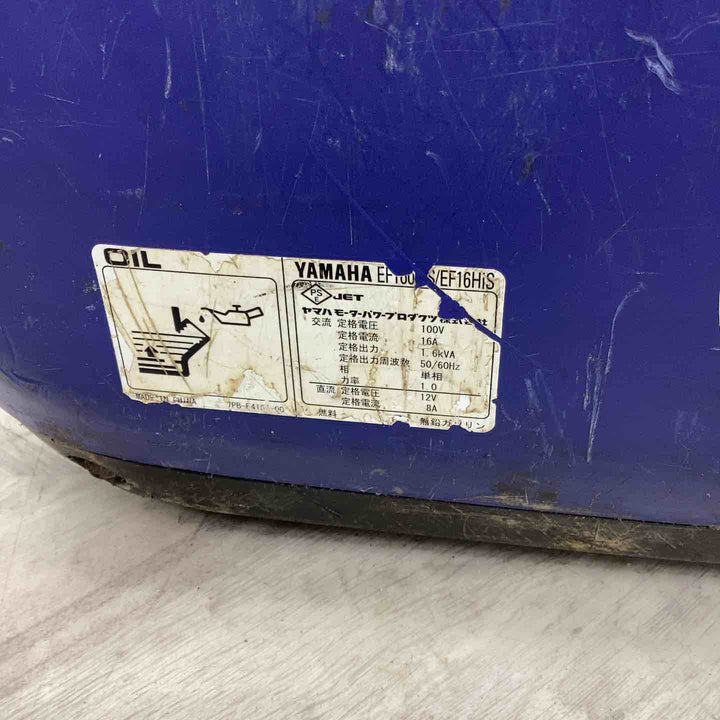 OIL
MADE IN CHINA
YAMAHA /EF16HiS
PS E JET
ヤマハモーターパワープロダクツ株式会社
交流 定格電圧 100V
定格電流 16A
定格出力 1.6kVA
定格出力周波数 50/60Hz
相 単相
力率 1.0
直流 定格電圧 12V
定格電流 8A
燃料 無鉛ガソリン